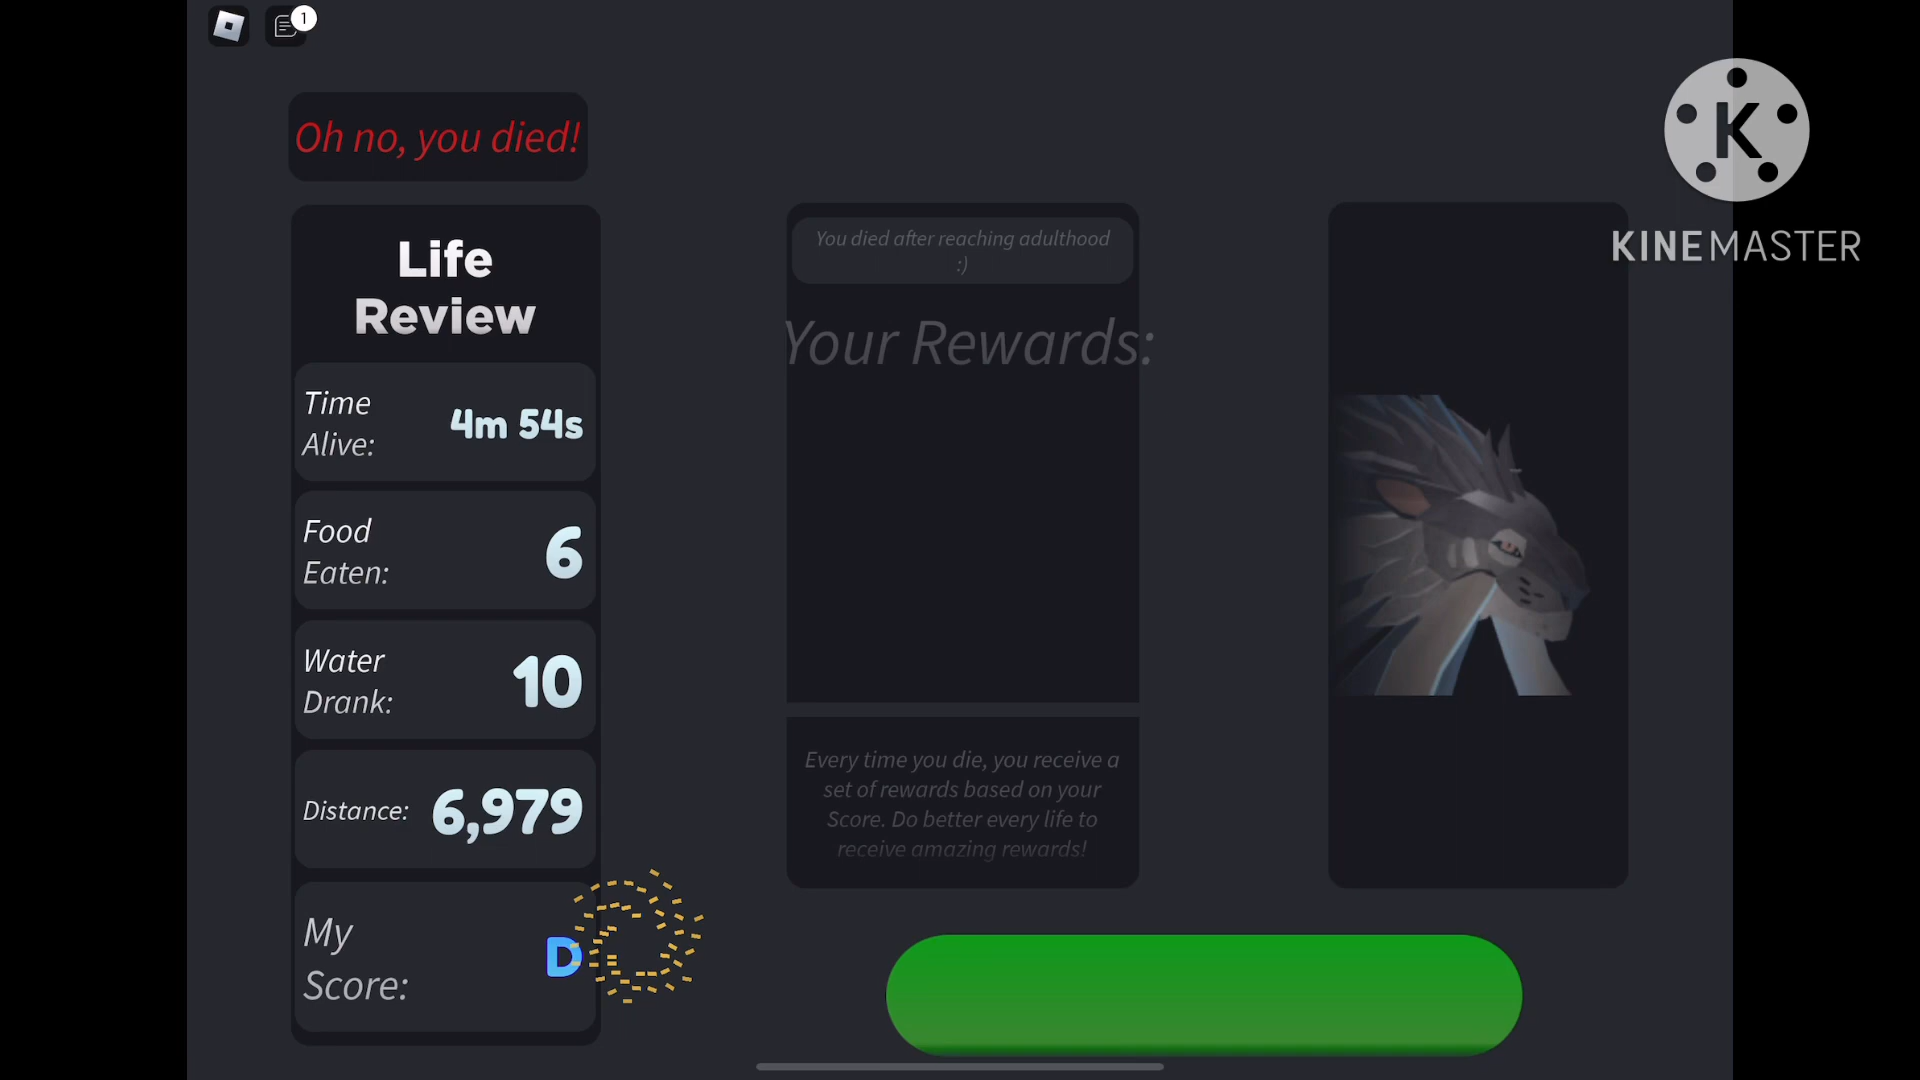 1
Oh no, you died!
Life
Review
Time
Alive:
4m 54s
Food
Eaten:
6
Water
Drank:
10
Distance:
6,979
My
Score:
D
You died after reaching adulthood
:)
Your Rewards:
Every time you die, you receive a
set of rewards based on your
Score. Do better every life to
receive amazing rewards!
K
KINEMASTER